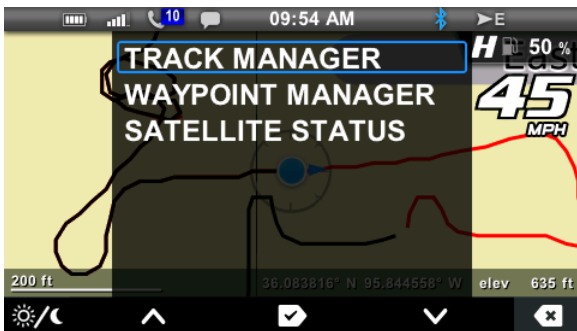 10
09:54 AM
E
TRACK MANAGER
WAYPOINT MANAGER
SATELLITE STATUS
H
50 %
East
45
MPH
200 ft
36.083816° N 95.844558° W
elev 635 ft